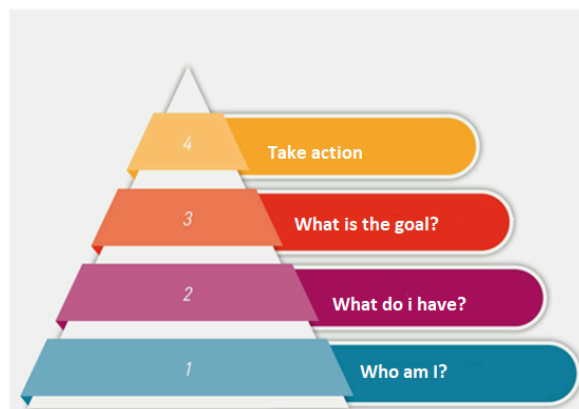 4 Take action
3 What is the goal?
2 What do i have?
1 Who am I?